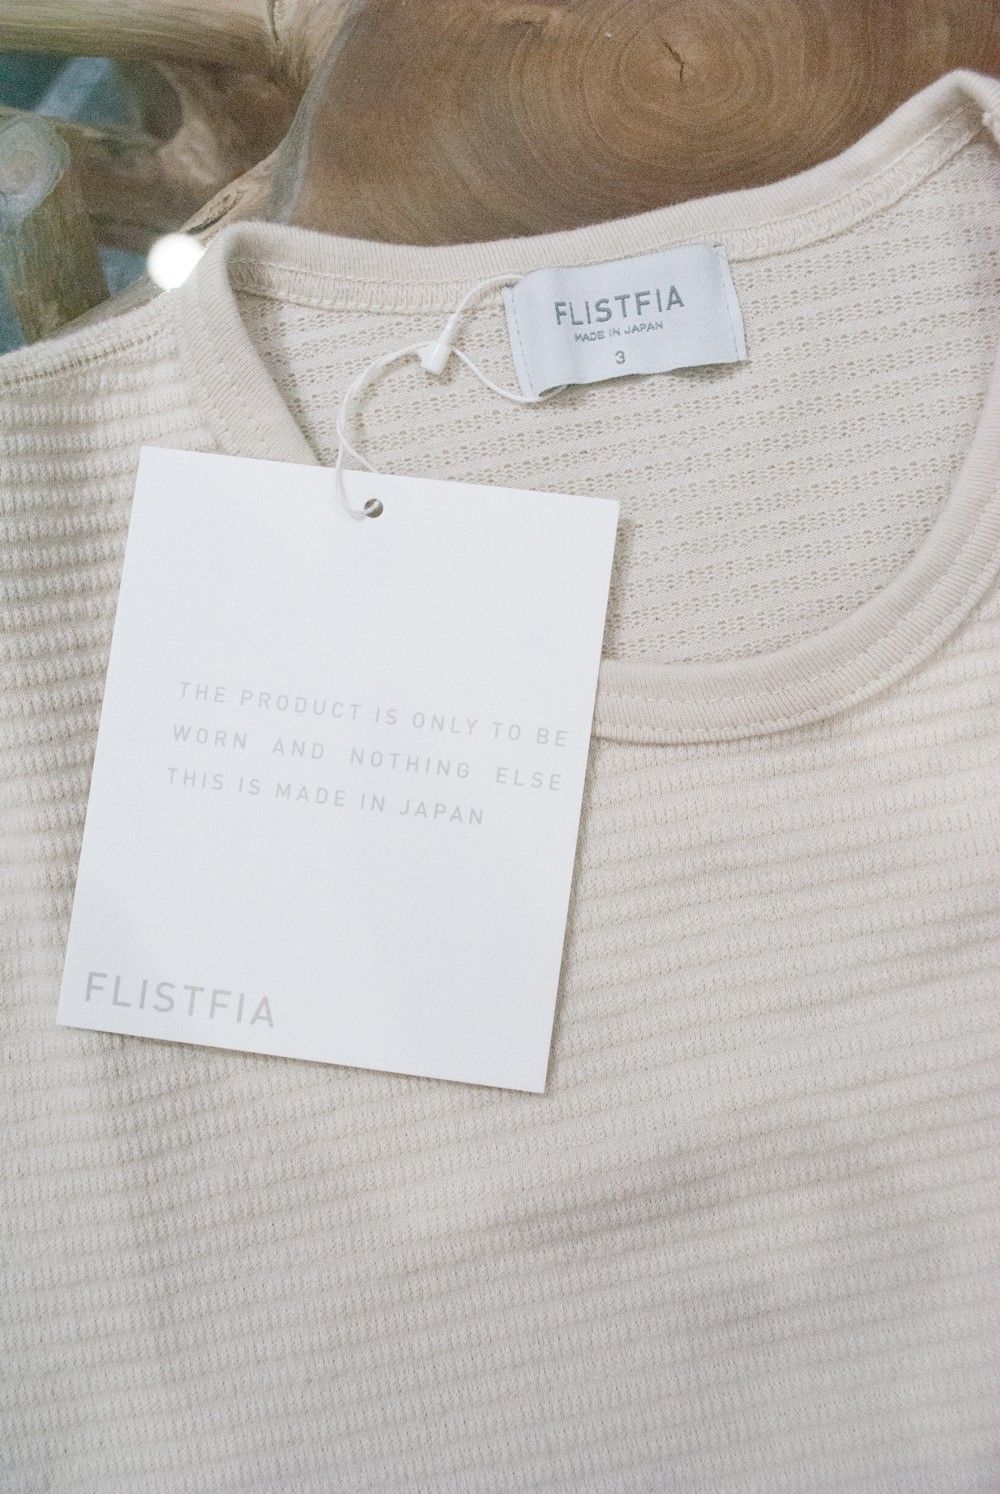 FLISTFIA
MADE IN JAPAN
3
THE PRODUCT IS ONLY TO BE
WORN AND NOTHING ELSE
THIS IS MADE IN JAPAN
FLISTFIA